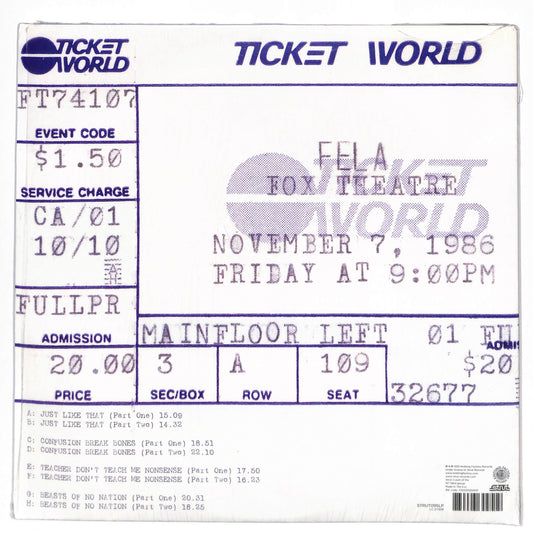 TICKET WORLD
TICKET WORLD
FT74107
EVENT CODE
$1.50
SERVICE CHARGE
CA/01
10/10
A
FULLPR
ADMISSION
20.00
PRICE
TICKET WORLD
FELA
FOX THEATRE
NOVEMBER 7, 1986
FRIDAY AT 9:00PM
MAINFLOOR LEFT 01 FU
ADMIS
3 A 109 $20
SEC/BOX ROW SEAT
32677
A: JUST LIKE THAT (Part One) 15.09
B: JUST LIKE THAT (Part Two) 14.32
C: CONFUSION BREAK BONES (Part One) 18.51
D: CONFUSION BREAK BONES (Part Two) 22.10
E: TEACHER DON'T TEACH ME NONSENSE (Part One) 17.50
F: TEACHER DON'T TEACH ME NONSENSE (Part Two) 16.23
G: BEASTS OF NO NATION (Part One) 20.31
H: BEASTS OF NO NATION (Part Two) 18.25